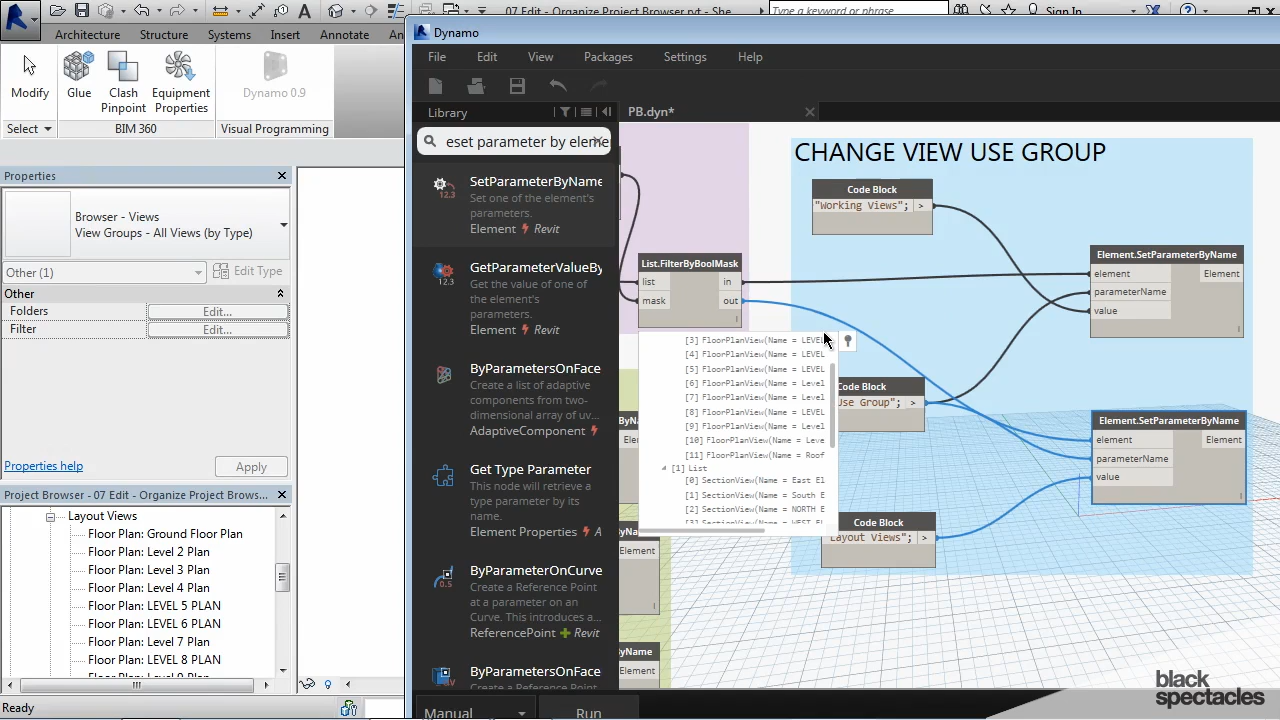 07 Edit - Organize Project Browser.rvt - She
Type a keyword or phrase
Sign In
Architecture
Structure
Systems
Insert
Annotate
Modify
Glue
Clash
Pinpoint
Equipment
Properties
Dynamo 0.9
Select
BIM 360
Visual Programming
Properties
Browser - Views
View Groups - All Views (by Type)
Other (1)
Edit Type
Other
Folders
Edit...
Filter
Edit...
Properties help
Apply
Project Browser - 07 Edit - Organize Project Brows...
Layout Views
Floor Plan: Ground Floor Plan
Floor Plan: Level 2 Plan
Floor Plan: Level 3 Plan
Floor Plan: Level 4 Plan
Floor Plan: LEVEL 5 PLAN
Floor Plan: LEVEL 6 PLAN
Floor Plan: Level 7 Plan
Floor Plan: LEVEL 8 PLAN
Ready
Dynamo
File
Edit
View
Packages
Settings
Help
Library
PB.dyn*
eset parameter by eleme
SetParameterByName
Set one of the element's
parameters.
Element Revit
GetParameterValueBy
Get the value of one of
the element's
parameters.
Element Revit
ByParametersOnFace
Create a list of adaptive
components from two-
dimensional array of uv...
AdaptiveComponent
Get Type Parameter
This node will retrieve a
type parameter by its
name.
Element Properties A
ByParameterOnCurve
Create a Reference Point
at a parameter on an
Curve. This introduces a...
ReferencePoint Revit
ByParametersOnFace
Create a Reference Point
Manual
Run
CHANGE VIEW USE GROUP
Code Block
"Working Views"; >
List.FilterByBoolMask
list in
mask out
[3] FloorPlanView(Name = LEVEL
[4] FloorPlanView(Name = LEVEL
[5] FloorPlanView(Name = LEVEL
[6] FloorPlanView(Name = Level
[7] FloorPlanView(Name = Level
[8] FloorPlanView(Name = LEVEL
[9] FloorPlanView(Name = Level
[10] FloorPlanView(Name = Leve
[11] FloorPlanView(Name = Roof
[1] List
[0] SectionView(Name = East El
[1] SectionView(Name = South E
[2] SectionView(Name = NORTH E
[3] SectionView(Name = WEST EL
Element.SetParameterByName
element Element
parameterName
value
Code Block
Use Group"; >
Element.SetParameterByName
element Element
parameterName
value
Code Block
Layout Views"; >
Element
yName
Element
black
spectacles